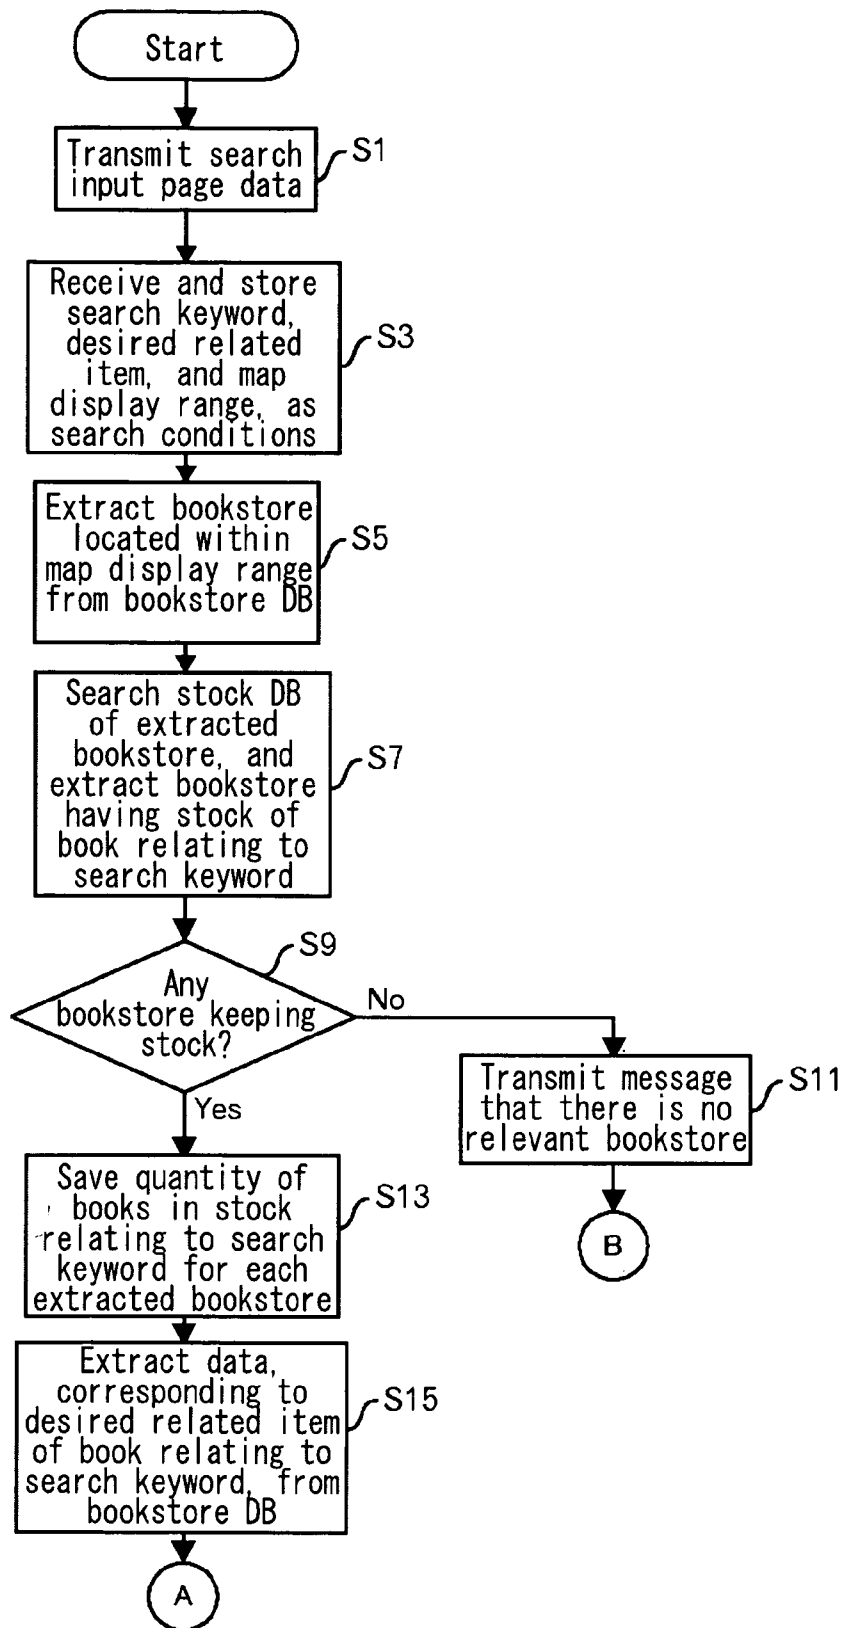 Start
Transmit search
input page data
S1
Receive and store
search keyword,
desired related
item, and map
display range, as
search conditions
S3
Extract bookstore
located within
map display range
from bookstore DB
S5
Search stock DB
of extracted
bookstore, and
extract bookstore
having stock of
book relating to
search keyword
S7
Any
bookstore keeping
stock?
S9
No
Yes
Transmit message
that there is no
relevant bookstore
S11
B
Save quantity of
books in stock
relating to search
keyword for each
extracted bookstore
S13
Extract data,
corresponding to
desired related item
of book relating to
search keyword, from
bookstore DB
S15
A